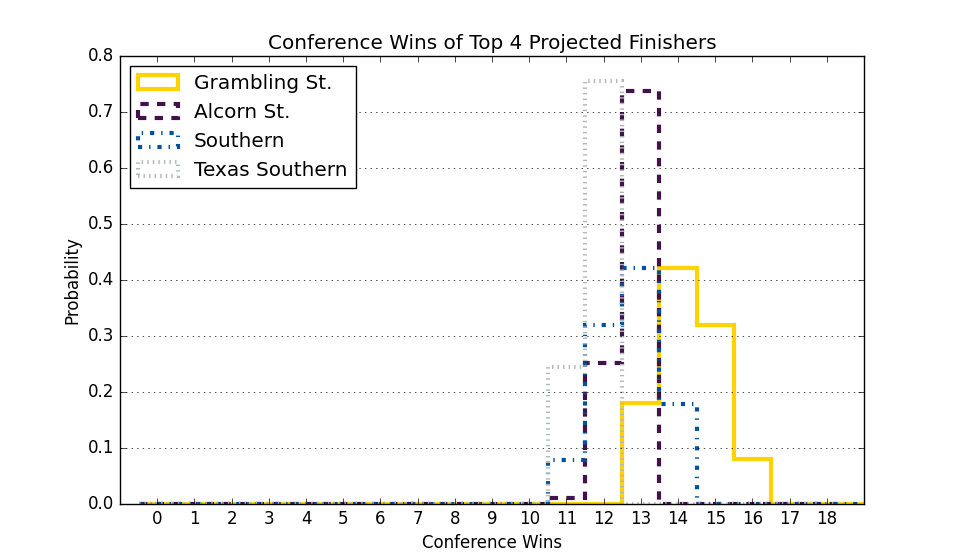 Conference Wins of Top 4 Projected Finishers
0.8
0.7
0.6
0.5
0.4
0.3
0.2
0.1
0.0
Probability
Grambling St.
Alcorn St.
Southern
Texas Southern
0 1 2 3 4 5 6 7 8 9 10 11 12 13 14 15 16 17 18
Conference Wins